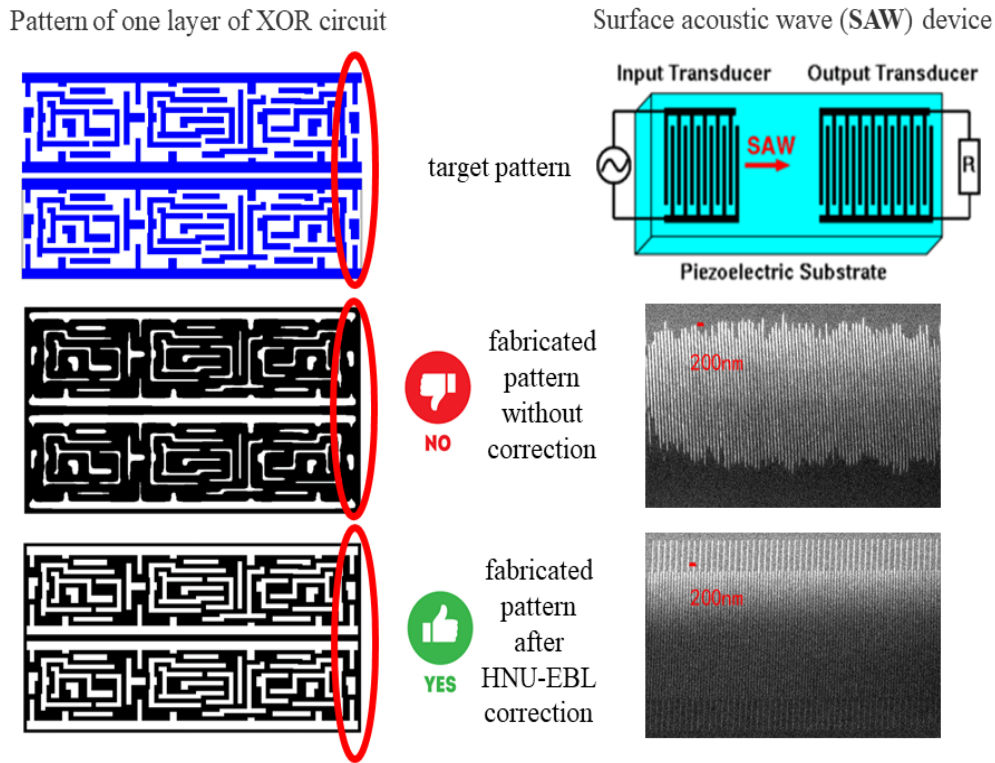 Pattern of one layer of XOR circuit
Surface acoustic wave (SAW) device
Input Transducer
Output Transducer
SAW
R
Piezoelectric Substrate
target pattern
NO
fabricated
pattern
without
correction
200nm
YES
fabricated
pattern
after
HNU-EBL
correction
200nm